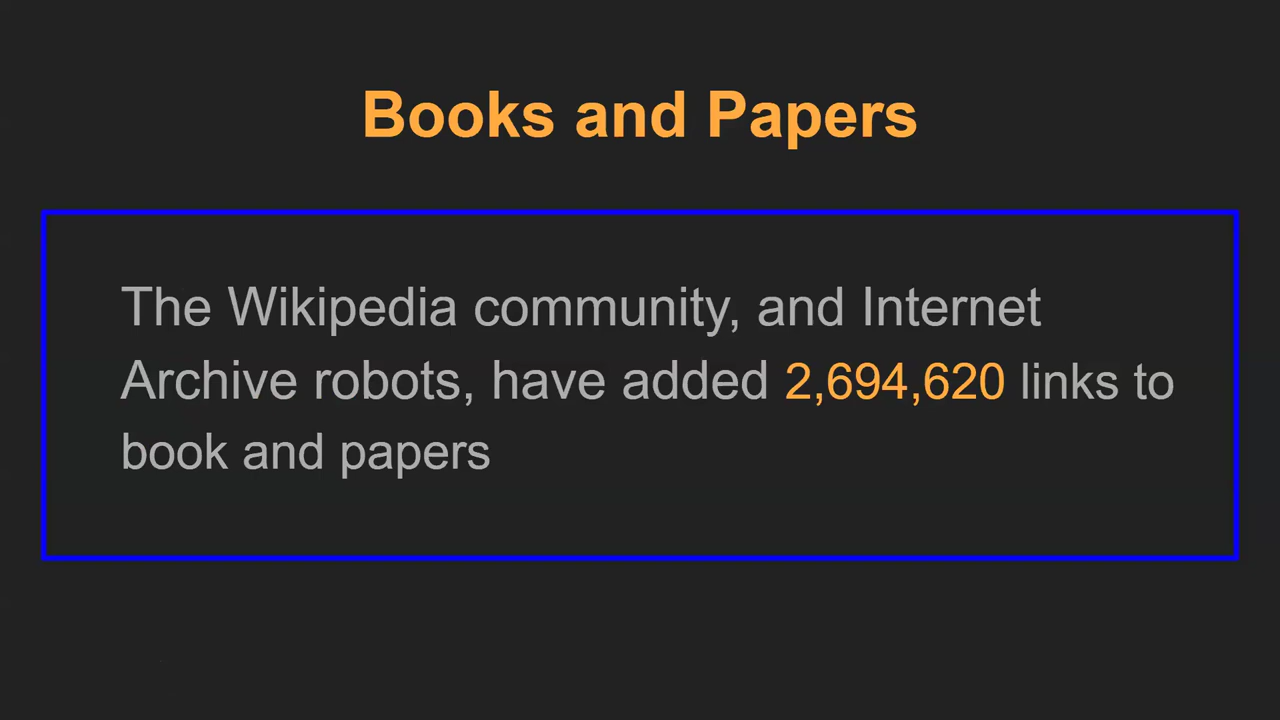 Books and Papers
The Wikipedia community, and Internet
Archive robots, have added 2,694,620 links to
book and papers